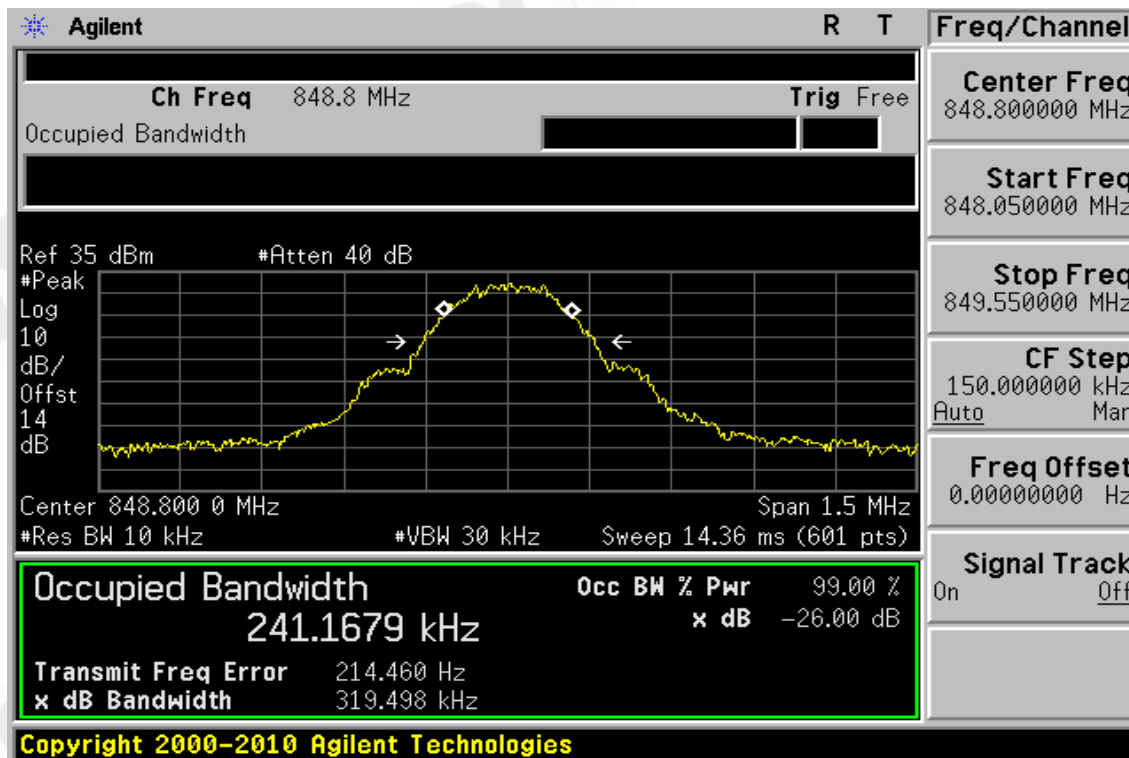 Agilent R T
Ch Freq 848.8 MHz Trig Free
Occupied Bandwidth
Ref 35 dBm #Atten 40 dB
#Peak
Log
10
dB/
Offst
14
dB
Center 848.800 0 MHz Span 1.5 MHz
#Res BW 10 kHz #VBW 30 kHz Sweep 14.36 ms (601 pts)
Occupied Bandwidth Occ BW % Pwr 99.00 %
241.1679 kHz x dB -26.00 dB
Transmit Freq Error 214.460 Hz
x dB Bandwidth 319.498 kHz
Copyright 2000-2010 Agilent Technologies
Freq/Channel
Center Freq
848.800000 MHz
Start Freq
848.050000 MHz
Stop Freq
849.550000 MHz
CF Step
150.000000 kHz
Auto Man
Freq Offset
0.00000000 Hz
Signal Track
On Off